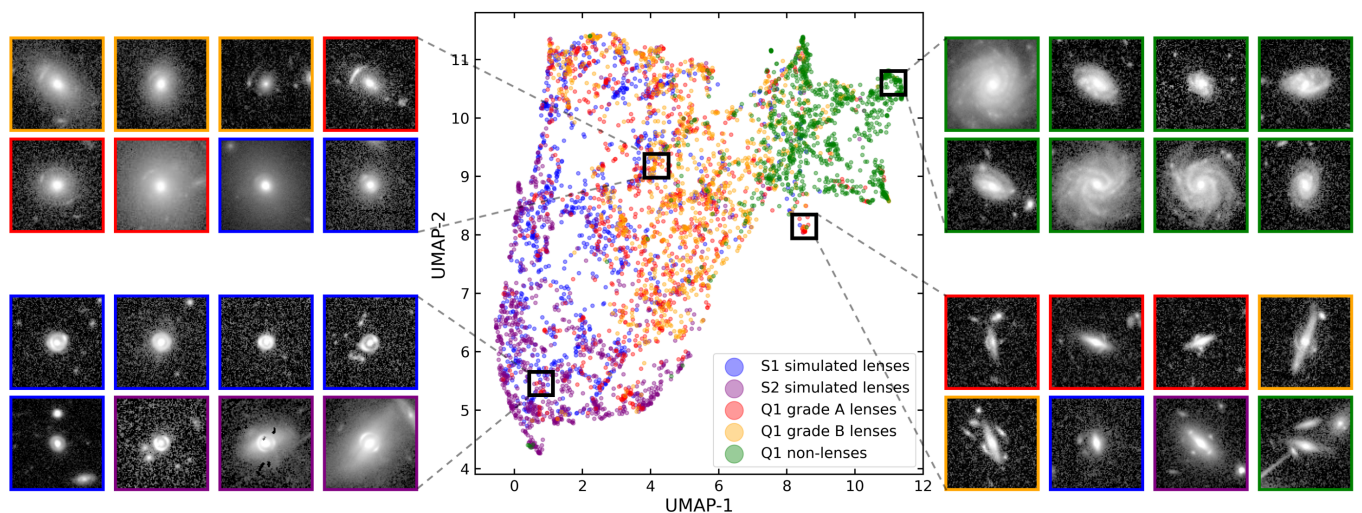 11
10
9
8
7
6
5
4
UMAP-2
0
2
4
6
8
10
12
UMAP-1
S1 simulated lenses
S2 simulated lenses
Q1 grade A lenses
Q1 grade B lenses
Q1 non-lenses